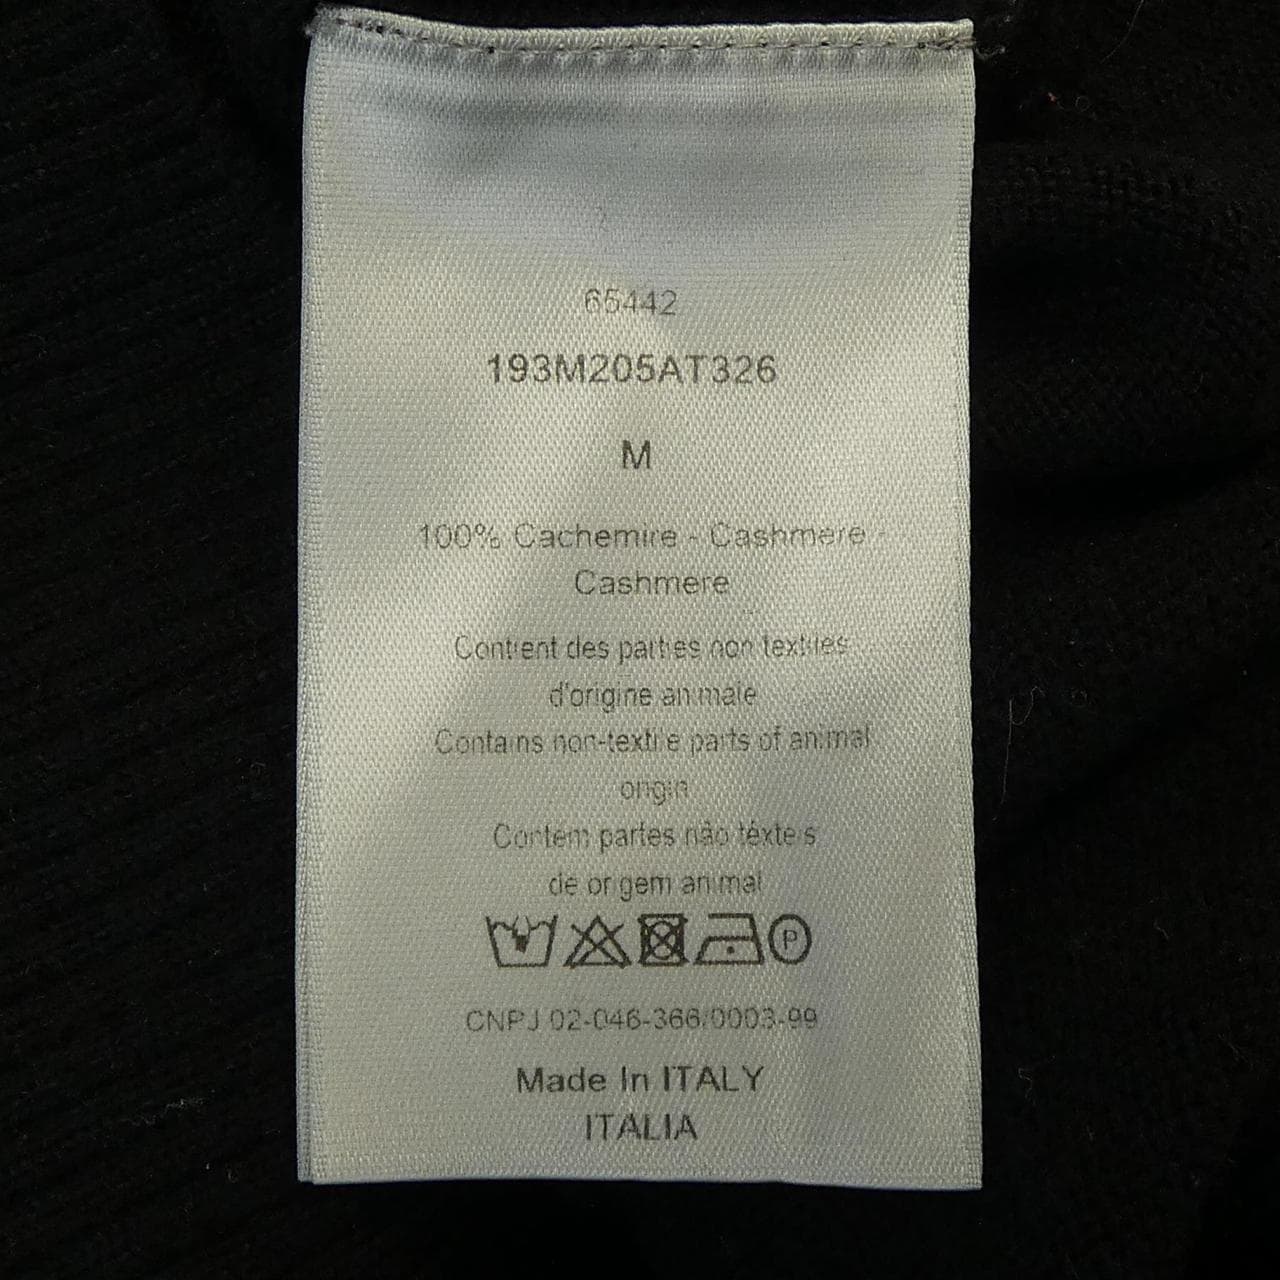 65442
193M205AT326
M
100% Cachemire - Cashmere -
Cashmere
Contient des parties non textiles
d'origine animale
Contains non-textile parts of animal
origin
Contém partes não têxteis
de origem animal
P
CNPJ 02-046-366/0003-99
Made In ITALY
ITALIA